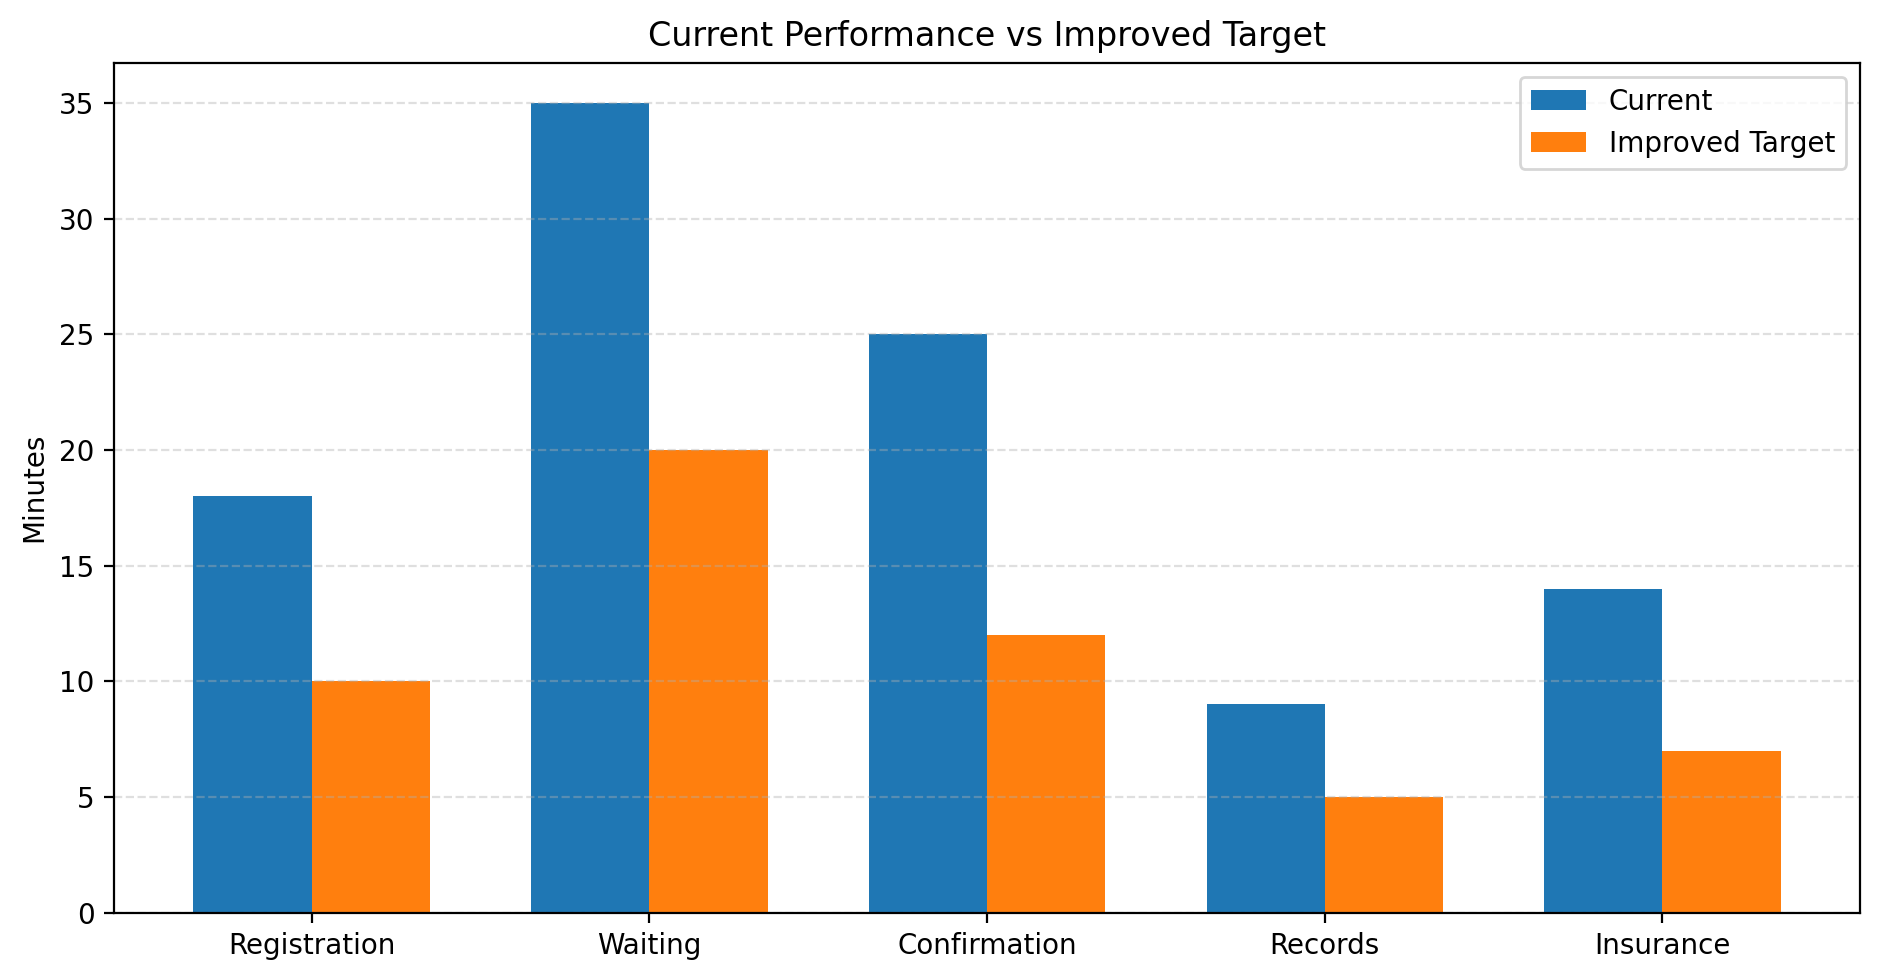 Current Performance vs Improved Target
Current
Improved Target
Minutes
35
30
25
20
15
10
5
0
Registration
Waiting
Confirmation
Records
Insurance